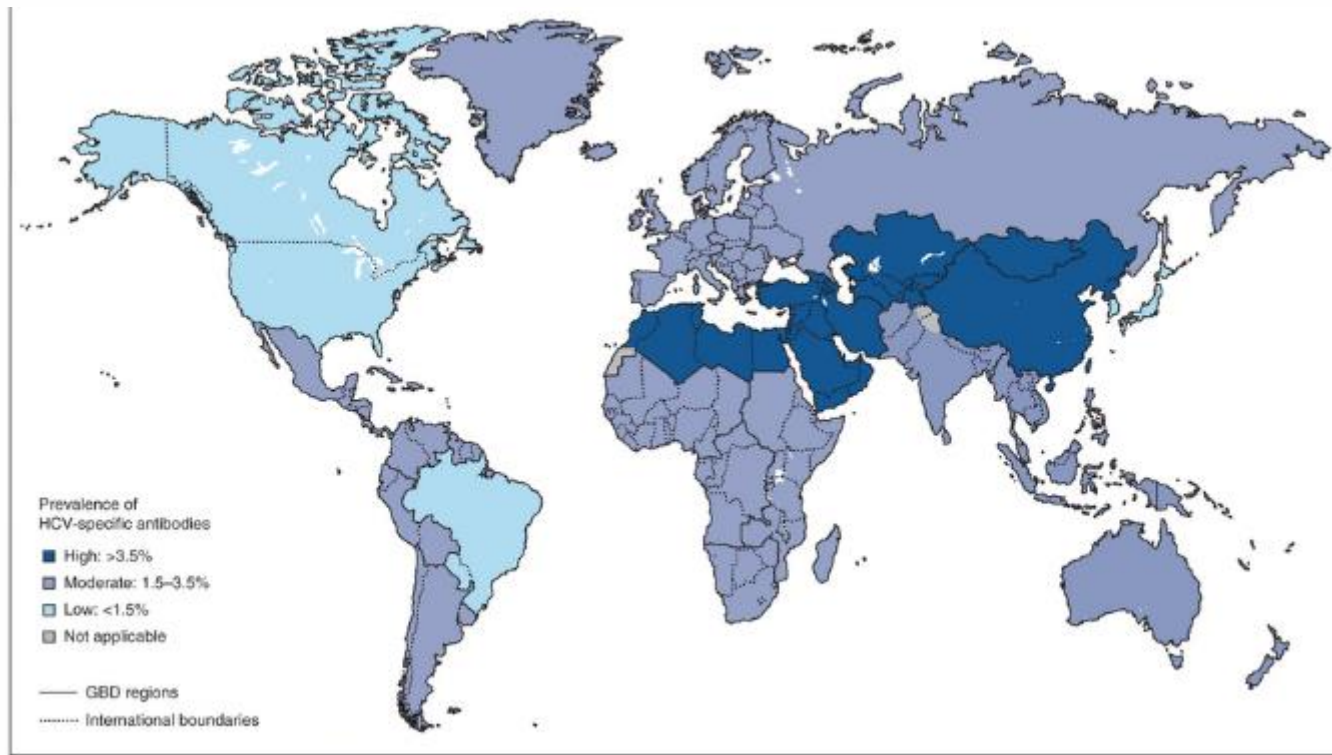 Prevalence of
HCV-specific antibodies
High: >3.5%
Moderate: 1.5–3.5%
Low: <1.5%
Not applicable
GBD regions
International boundaries